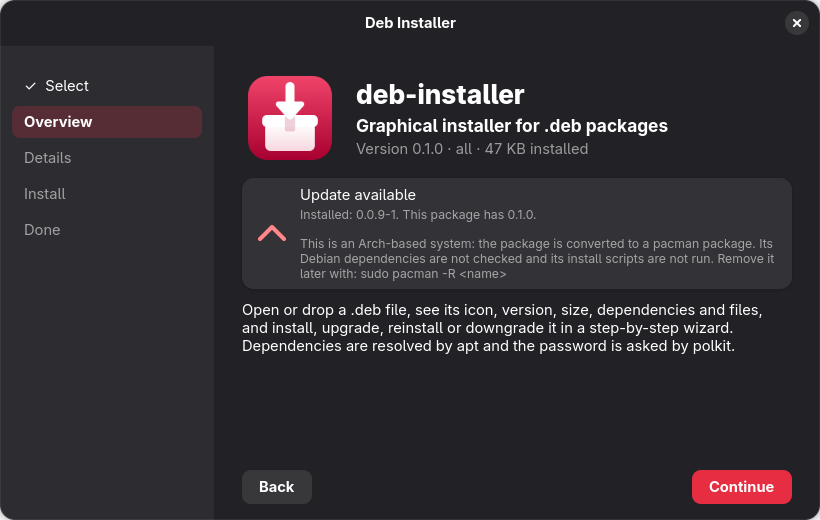 Deb Installer
✓ Select
Overview
Details
Install
Done
deb-installer
Graphical installer for .deb packages
Version 0.1.0 · all · 47 KB installed
Update available
Installed: 0.0.9-1. This package has 0.1.0.
This is an Arch-based system: the package is converted to a pacman package. Its
Debian dependencies are not checked and its install scripts are not run. Remove it
later with: sudo pacman -R <name>
Open or drop a .deb file, see its icon, version, size, dependencies and files,
and install, upgrade, reinstall or downgrade it in a step-by-step wizard.
Dependencies are resolved by apt and the password is asked by polkit.
Back
Continue